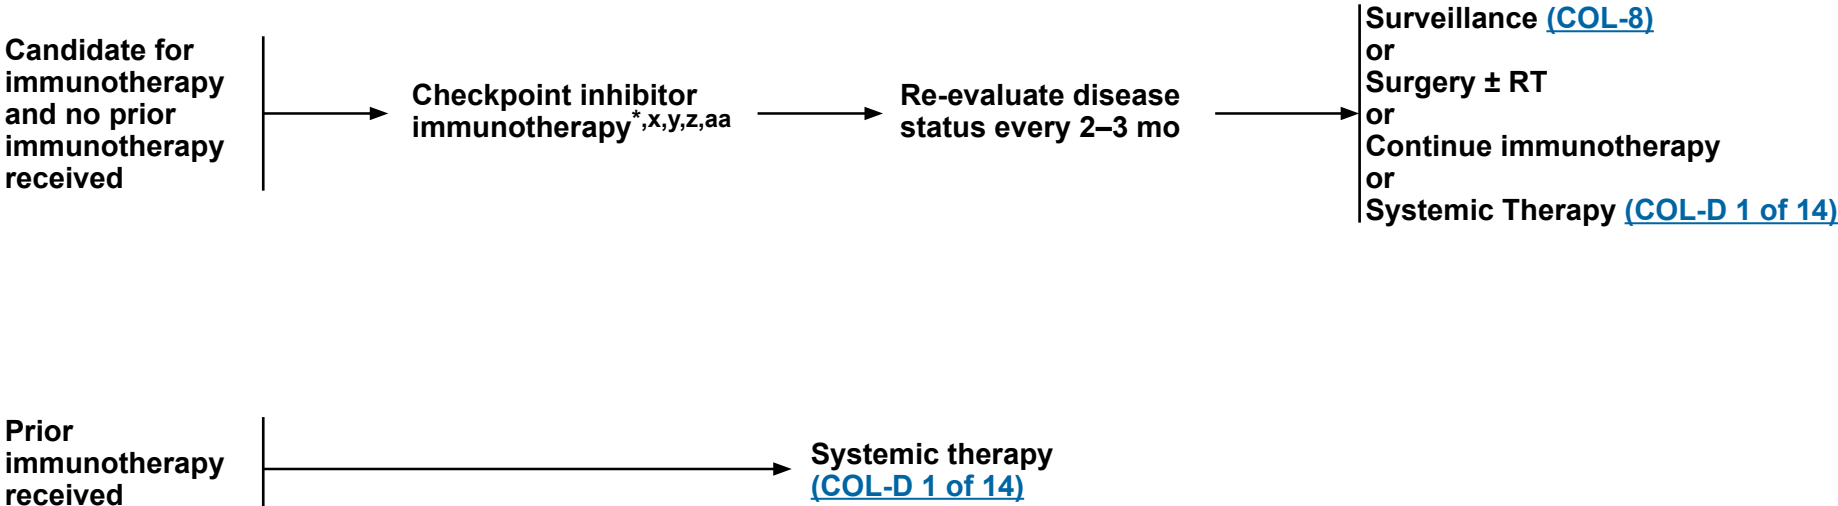 Candidate for
immunotherapy
and no prior
immunotherapy
received
Checkpoint inhibitor
immunotherapy*,x,y,z,aa
Re-evaluate disease
status every 2–3 mo
Surveillance (COL-8)
or
Surgery ± RT
or
Continue immunotherapy
or
Systemic Therapy (COL-D 1 of 14)
Prior
immunotherapy
received
Systemic therapy
(COL-D 1 of 14)